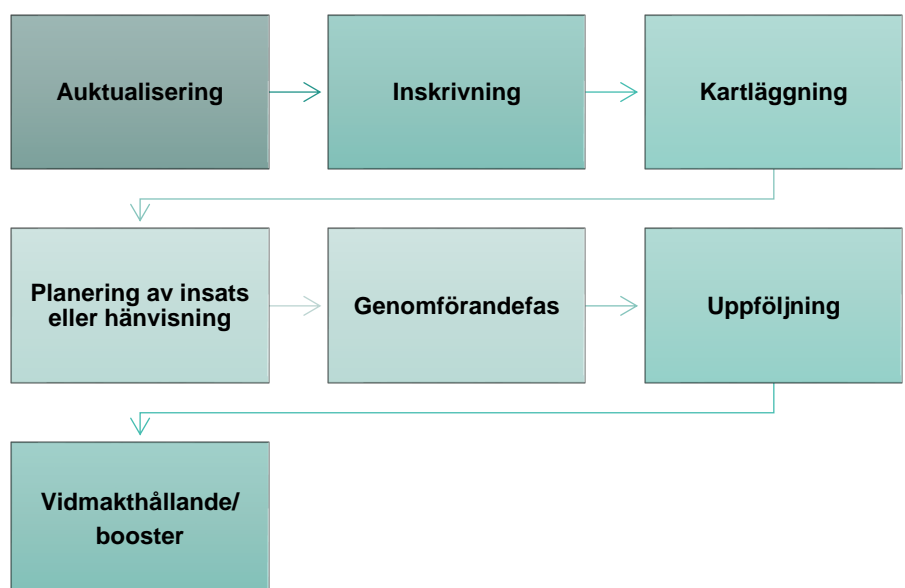 Auktualisering
Inskrivning
Kartläggning
Planering av insats
eller hänvisning
Genomförandefas
Uppföljning
Vidmakthållande/
booster